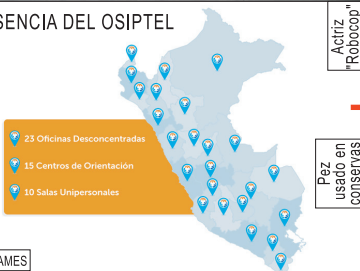 SENCIA DEL OSIPTEL
23 Oficinas Desconcentradas
15 Centros de Orientación
10 Salas Unipersonales
Actriz
"Robocop"
Pez
usado en
conservas
AMES